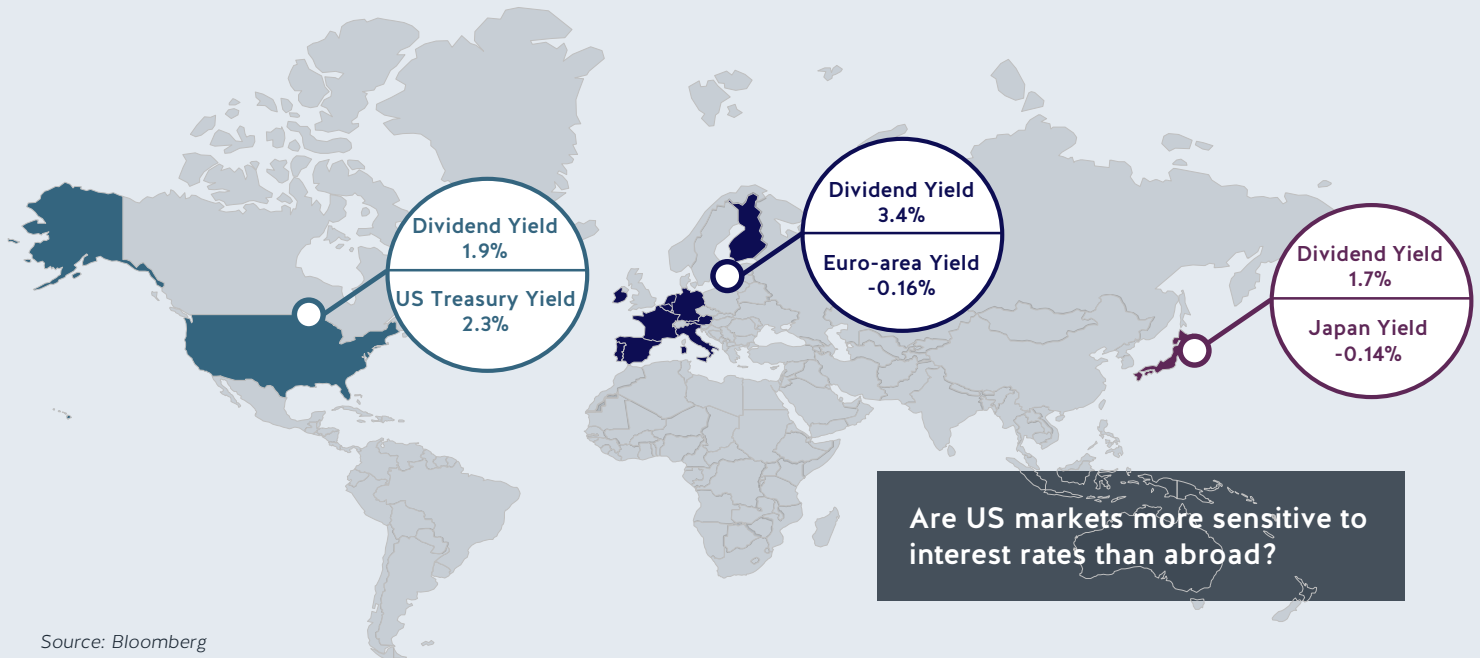 Dividend Yield
1.9%
US Treasury Yield
2.3%
Dividend Yield
3.4%
Euro-area Yield
-0.16%
Dividend Yield
1.7%
Japan Yield
-0.14%
Are US markets more sensitive to
interest rates than abroad?
Source: Bloomberg